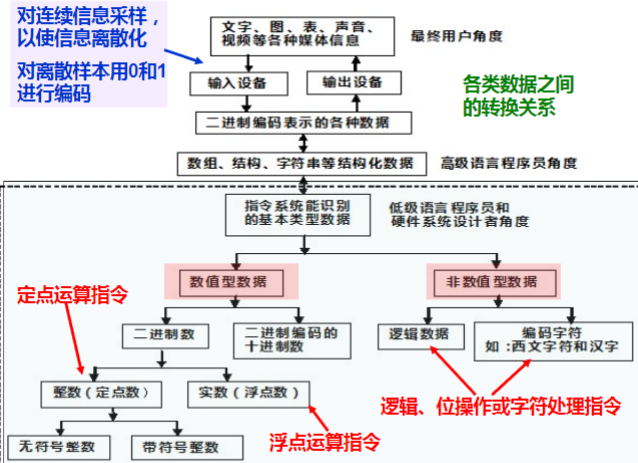 对连续信息采样，
以使信息离散化
对离散样本用0和1
进行编码
文字、图、表、声音、
视频等各种媒体信息
最终用户角度
输入设备
输出设备
各类数据之间
的转换关系
二进制编码表示的各种数据
数组、结构、字符串等结构化数据
高级语言程序员角度
指令系统能识别
的基本类型数据
低级语言程序员和
硬件系统设计者角度
数值型数据
非数值型数据
定点运算指令
二进制数
二进制编码的
十进制数
逻辑数据
编码字符
如：西文字符和汉字
整数（定点数）
实数（浮点数）
逻辑、位操作或字符处理指令
浮点运算指令
无符号整数
带符号整数